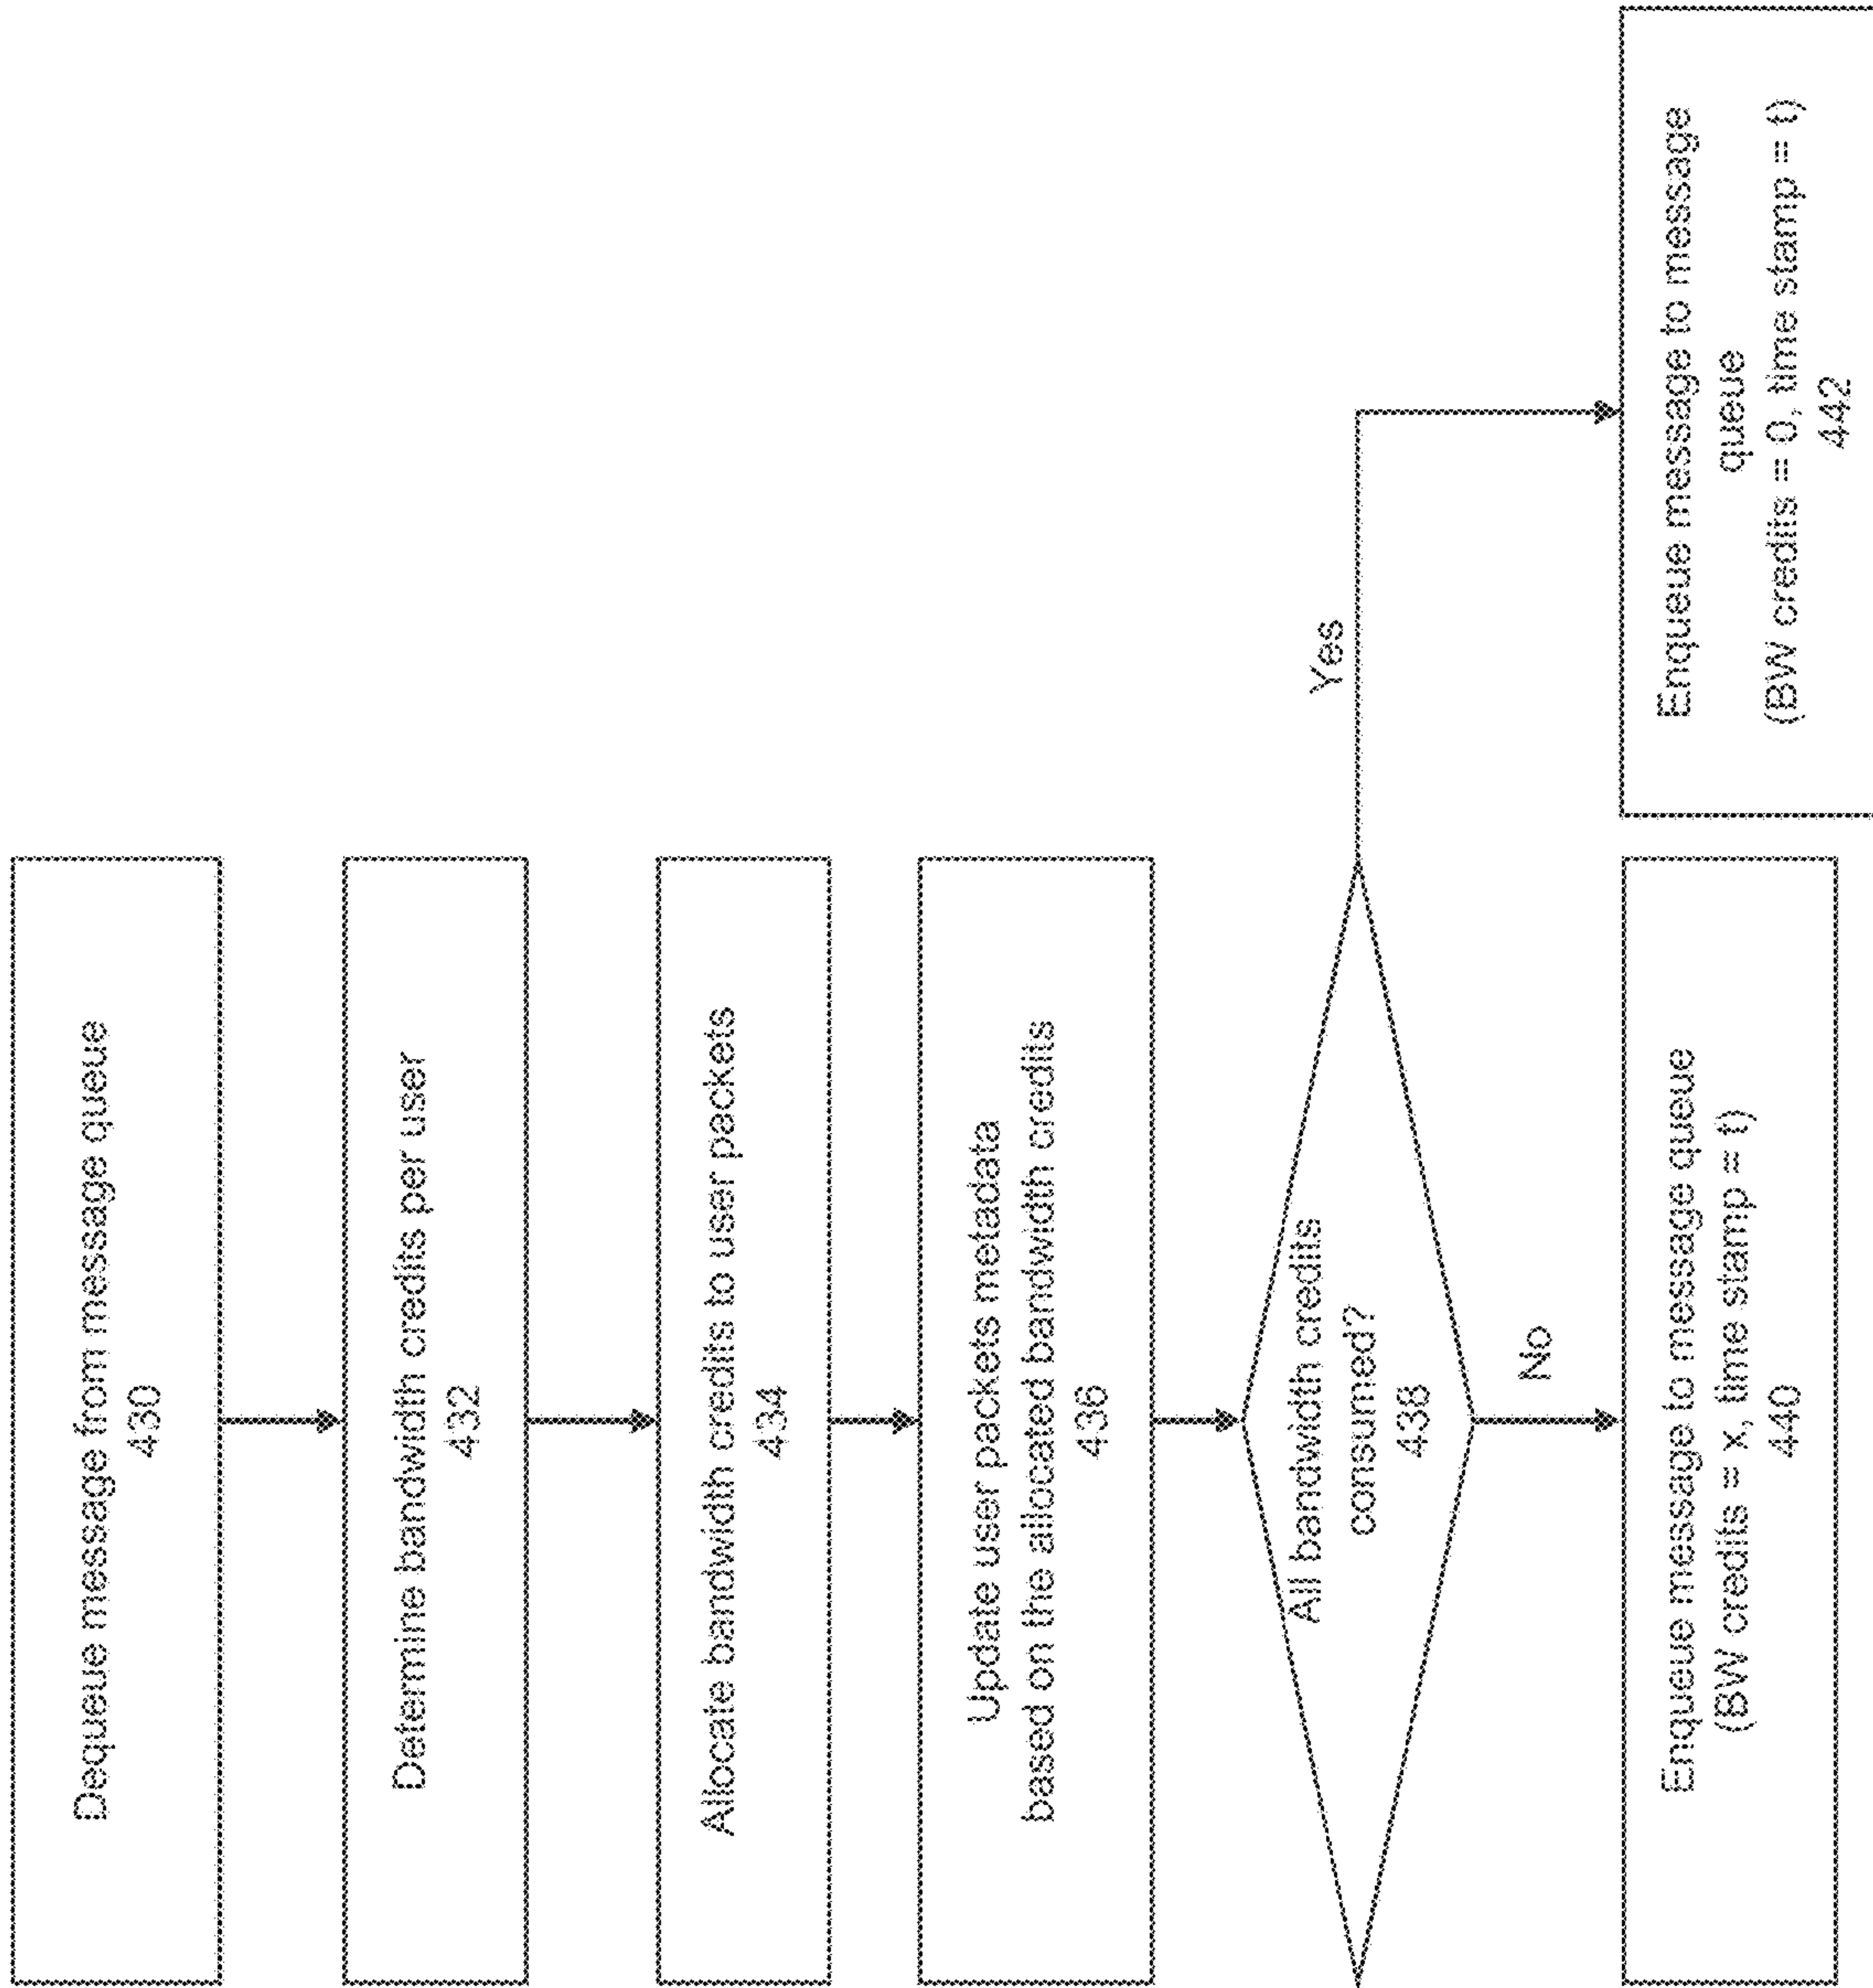 Dequeue message from message queue
430
Determine bandwidth credits per user
432
Allocate bandwidth credits to user packets
434
Update user packets metadata
based on the allocated bandwidth credits
436
All bandwidth credits
consumed?
438
Yes
No
Enqueue message to message queue
(BW credits = x, time stamp = t)
440
Enqueue message to message
queue
(BW credits = 0, time stamp = t)
442